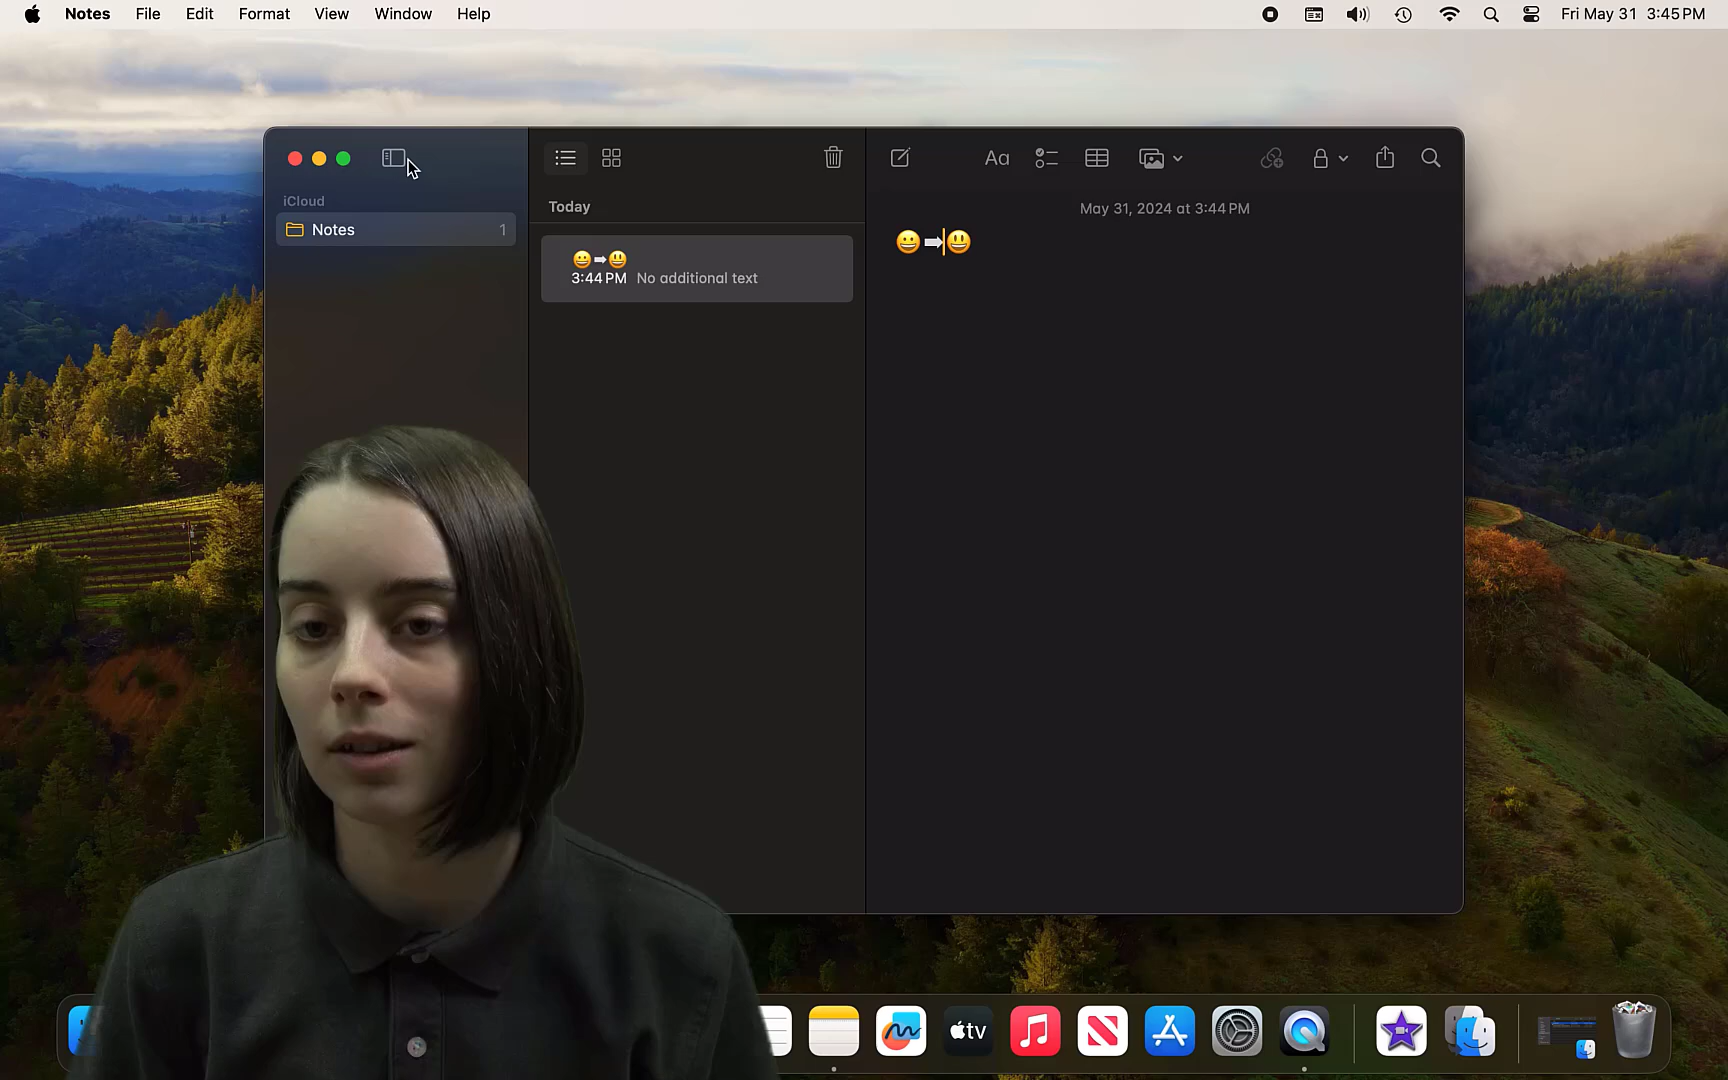 Notes File Edit Format View Window Help Fri May 31 3:45 PM
iCloud
Notes 1
Today
😀➡😃
3:44 PM No additional text
Aa
May 31, 2024 at 3:44 PM
😀➡😃
tv